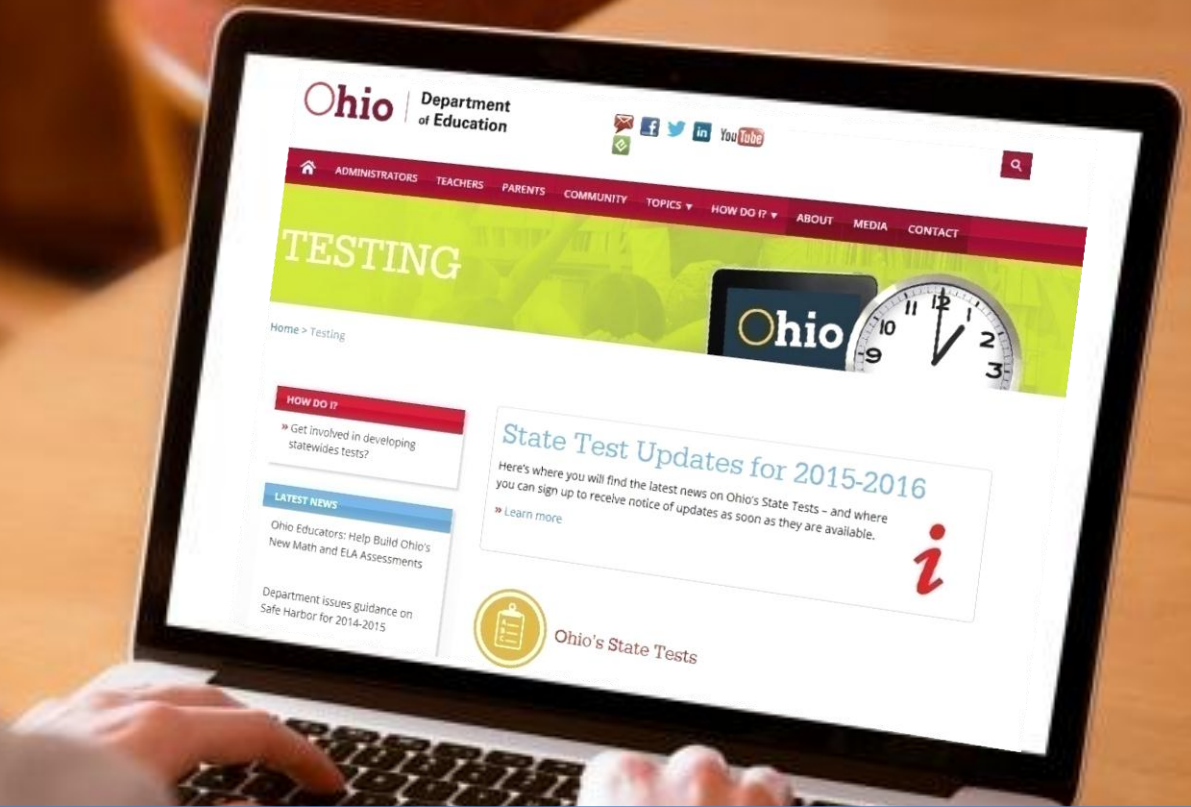 Ohio
Department
of Education
You Tube
ADMINISTRATORS TEACHERS PARENTS COMMUNITY TOPICS ▼ HOW DO I? ▼ ABOUT MEDIA CONTACT
TESTING
Ohio
9 10 11 12 1 2 3
Home > Testing
HOW DO I?
» Get involved in developing
statewides tests?
LATEST NEWS
Ohio Educators: Help Build Ohio's
New Math and ELA Assessments
Department issues guidance on
Safe Harbor for 2014-2015
State Test Updates for 2015-2016
Here's where you will find the latest news on Ohio's State Tests – and where
you can sign up to receive notice of updates as soon as they are available.
» Learn more
i
Ohio's State Tests